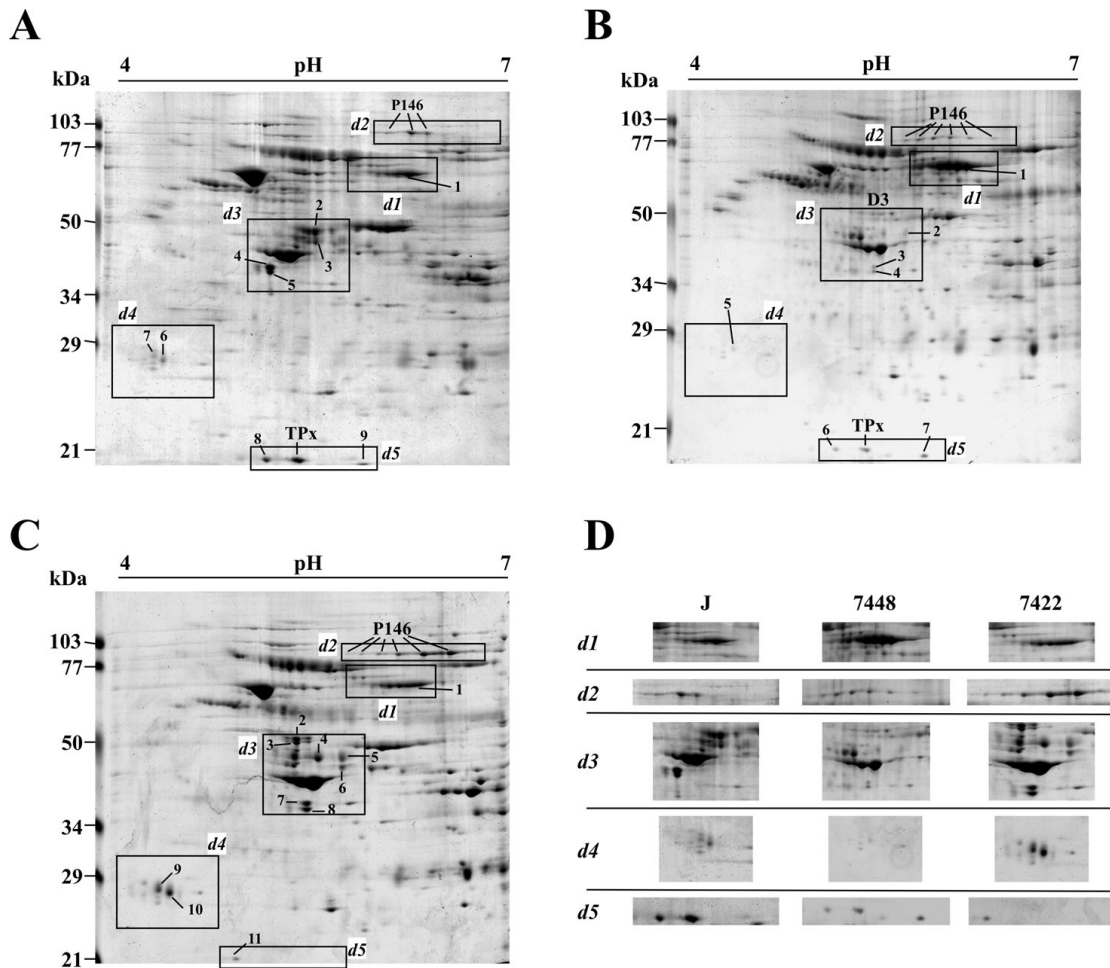 A
4 pH 7
kDa
103
77
50
34
29
21
P146
d2
1
d1
d3
2
3
4
5
d4
7 6
8 TPx 9
d5
B
4 pH 7
kDa
103
77
50
34
29
21
P146
d2
1
d1
d3 D3
2
3
4
5 d4
6 TPx 7
d5
C
4 pH 7
kDa
103
77
50
34
29
21
P146
d2
1
d1
d3
2
3 4
5
6
7
8
d4
9
10
11
d5
D
J 7448 7422
d1
d2
d3
d4
d5